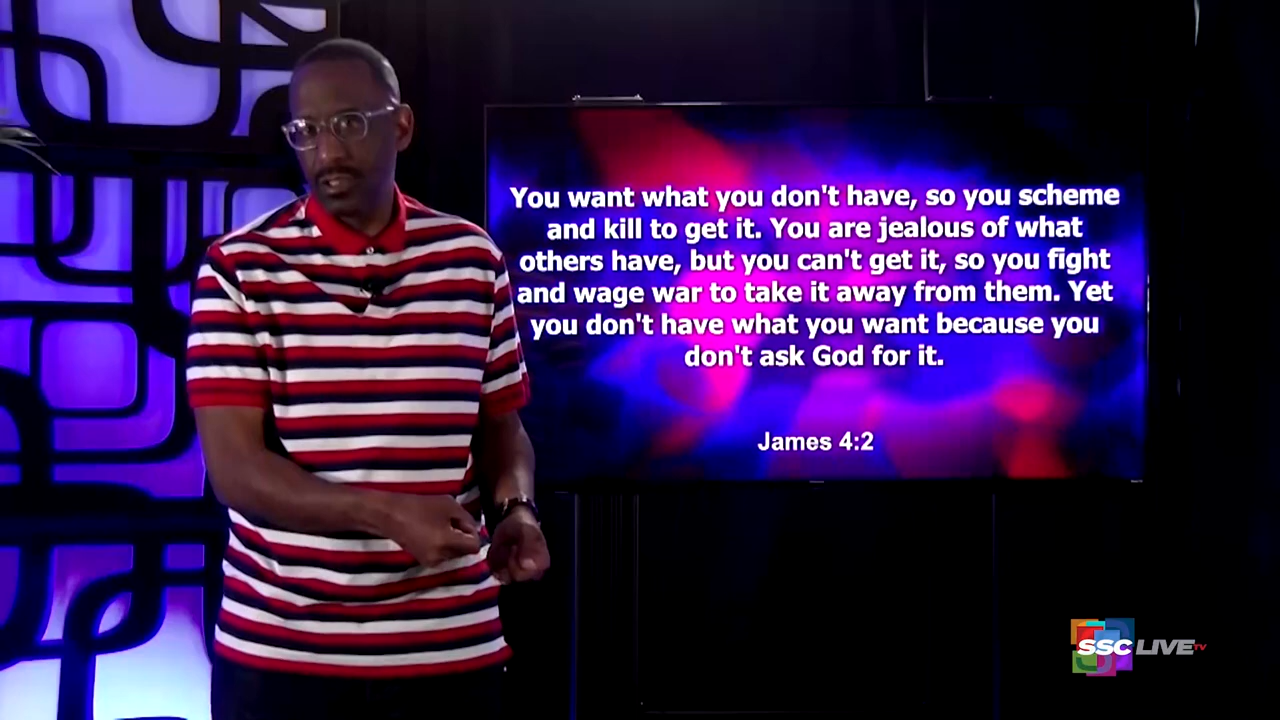 You want what you don't have, so you scheme
and kill to get it. You are jealous of what
others have, but you can't get it, so you fight
and wage war to take it away from them. Yet
you don't have what you want because you
don't ask God for it.
James 4:2
SSC LIVE TV